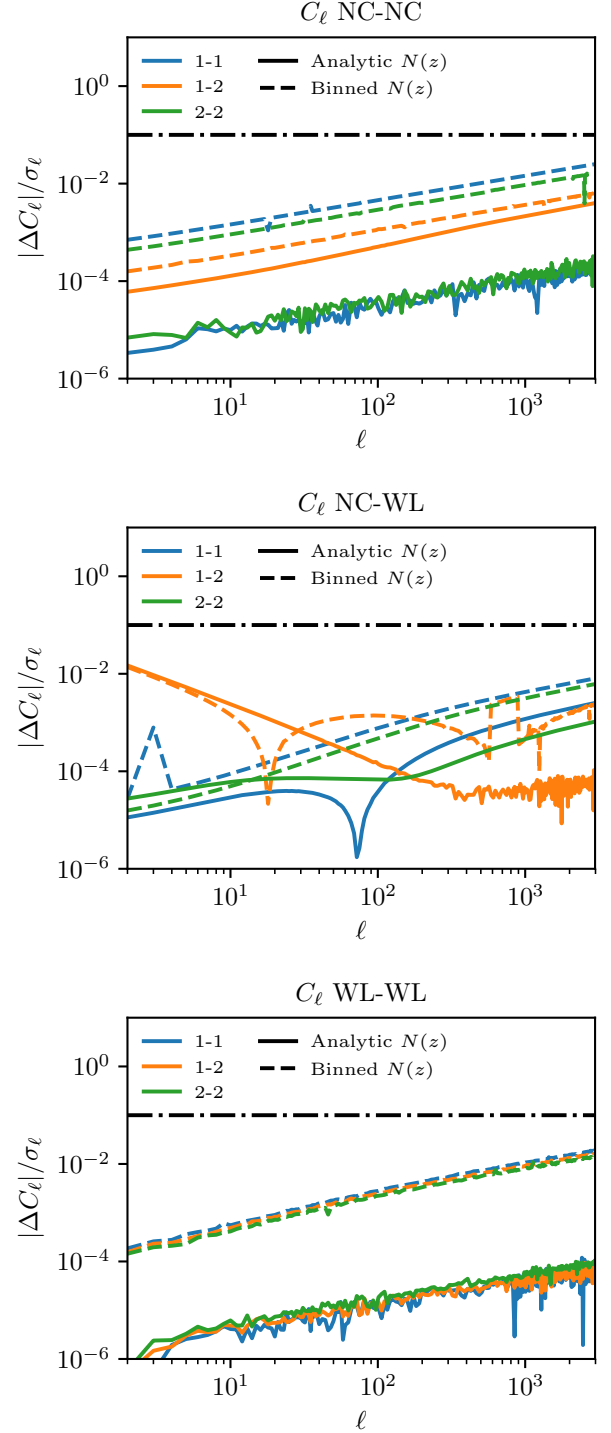 C_ℓ NC-NC
1-1
1-2
2-2
Analytic N(z)
Binned N(z)
10^0
10^−2
10^−4
10^−6
|ΔC_ℓ|/σ_ℓ
10^1 10^2 10^3
ℓ
C_ℓ NC-WL
1-1
1-2
2-2
Analytic N(z)
Binned N(z)
10^0
10^−2
10^−4
10^−6
|ΔC_ℓ|/σ_ℓ
10^1 10^2 10^3
ℓ
C_ℓ WL-WL
1-1
1-2
2-2
Analytic N(z)
Binned N(z)
10^0
10^−2
10^−4
10^−6
|ΔC_ℓ|/σ_ℓ
10^1 10^2 10^3
ℓ